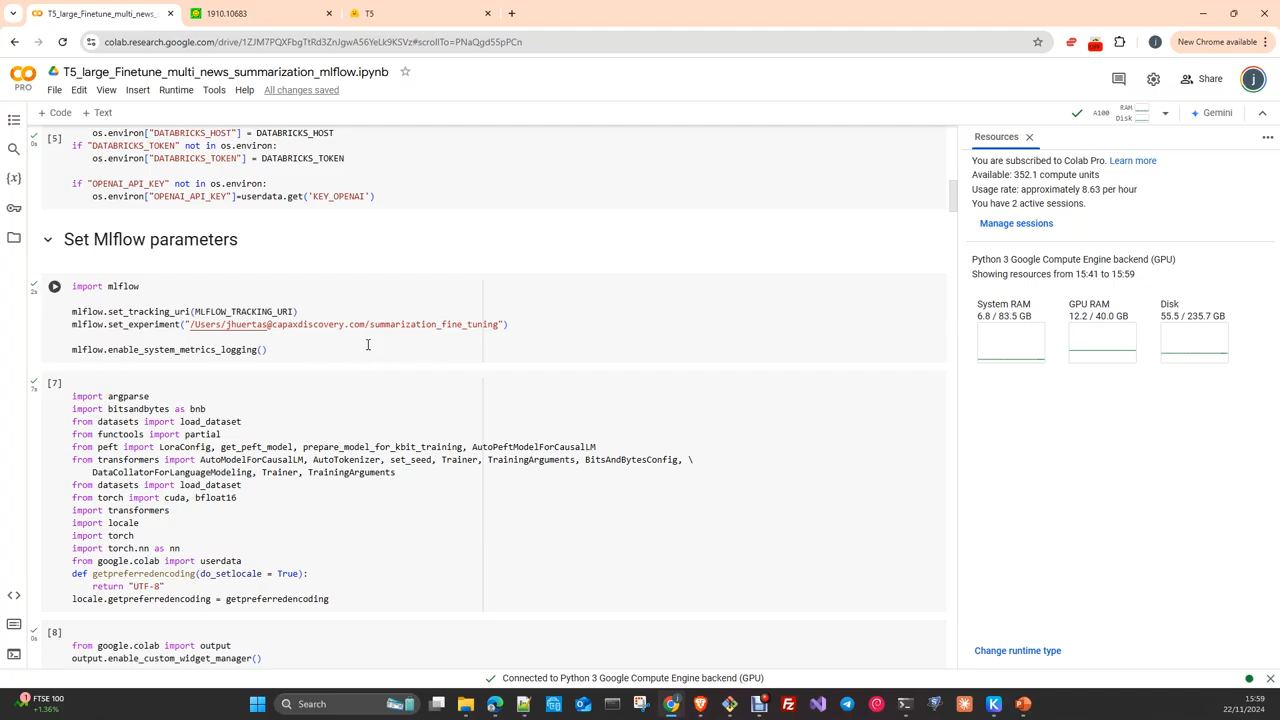 T5_large_Finetune_multi_news_s
1910.10683
T5
colab.research.google.com/drive/1ZJM7PQXFbgTtRd3ZnJgwA56YeLk9KSVz#scrollTo=PNaQgd55pPCn
New Chrome available
PRO
T5_large_Finetune_multi_news_summarization_mlflow.ipynb
File Edit View Insert Runtime Tools Help All changes saved
Share
+ Code + Text
A100 RAM Disk
Gemini
[5]
os.environ["DATABRICKS_HOST"] = DATABRICKS_HOST
if "DATABRICKS_TOKEN" not in os.environ:
os.environ["DATABRICKS_TOKEN"] = DATABRICKS_TOKEN
if "OPENAI_API_KEY" not in os.environ:
os.environ["OPENAI_API_KEY"]=userdata.get('KEY_OPENAI')
0s
Set Mlflow parameters
2s
import mlflow
mlflow.set_tracking_uri(MLFLOW_TRACKING_URI)
mlflow.set_experiment("/Users/jhuertas@capaxdiscovery.com/summarization_fine_tuning")
mlflow.enable_system_metrics_logging()
[7]
7s
import argparse
import bitsandbytes as bnb
from datasets import load_dataset
from functools import partial
from peft import LoraConfig, get_peft_model, prepare_model_for_kbit_training, AutoPeftModelForCausalLM
from transformers import AutoModelForCausalLM, AutoTokenizer, set_seed, Trainer, TrainingArguments, BitsAndBytesConfig, \
DataCollatorForLanguageModeling, Trainer, TrainingArguments
from datasets import load_dataset
from torch import cuda, bfloat16
import transformers
import locale
import torch
import torch.nn as nn
from google.colab import userdata
def getpreferredencoding(do_setlocale = True):
return "UTF-8"
locale.getpreferredencoding = getpreferredencoding
[8]
0s
from google.colab import output
output.enable_custom_widget_manager()
Resources
You are subscribed to Colab Pro. Learn more
Available: 352.1 compute units
Usage rate: approximately 8.63 per hour
You have 2 active sessions.
Manage sessions
Python 3 Google Compute Engine backend (GPU)
Showing resources from 15:41 to 15:59
System RAM
6.8 / 83.5 GB
GPU RAM
12.2 / 40.0 GB
Disk
55.5 / 235.7 GB
Change runtime type
Connected to Python 3 Google Compute Engine backend (GPU)
FTSE 100
+1.36%
Search
15:59
22/11/2024